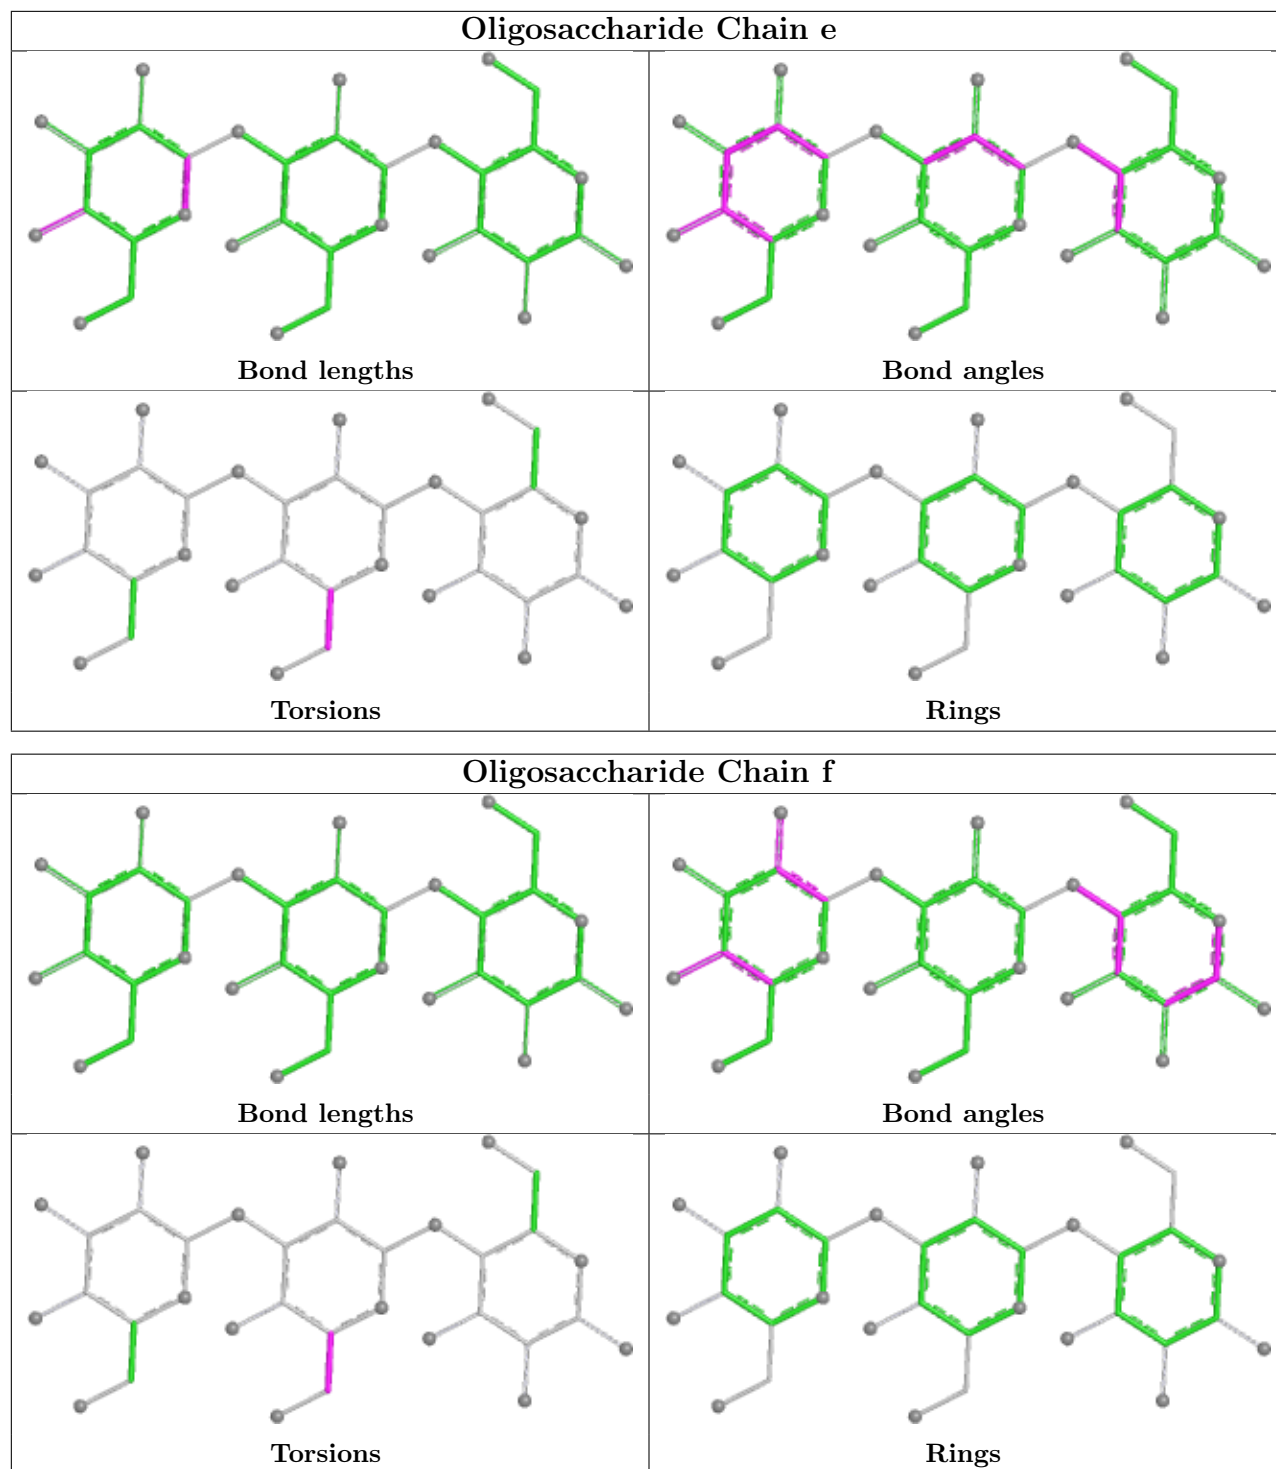 Oligosaccharide Chain e
Bond lengths
Bond angles
Torsions
Rings
Oligosaccharide Chain f
Bond lengths
Bond angles
Torsions
Rings